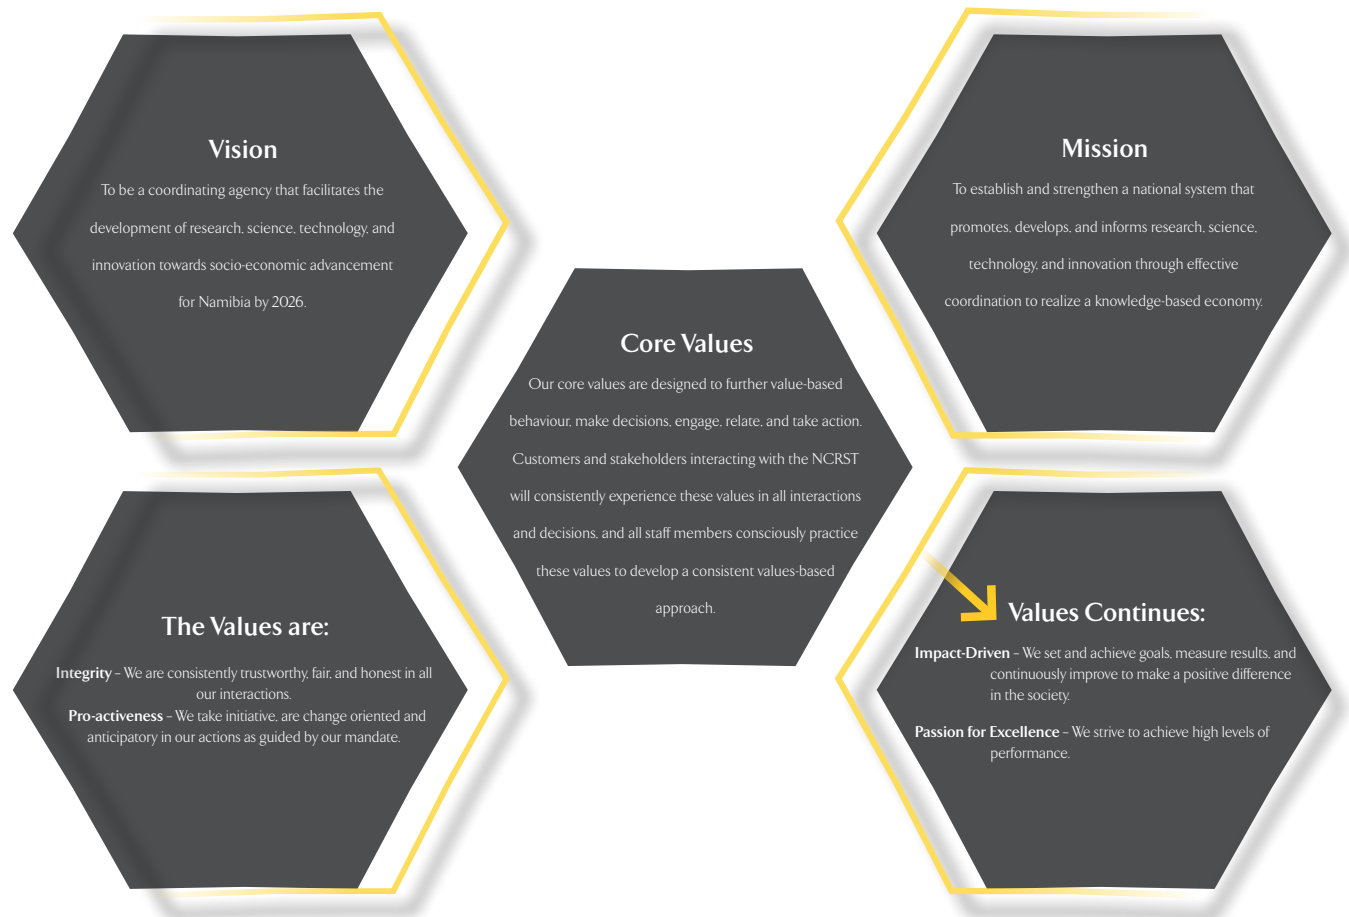 Vision
To be a coordinating agency that facilitates the
development of research, science, technology, and
innovation towards socio-economic advancement
for Namibia by 2026.
Mission
To establish and strengthen a national system that
promotes, develops, and informs research, science,
technology, and innovation through effective
coordination to realize a knowledge-based economy.
Core Values
Our core values are designed to further value-based
behaviour, make decisions, engage, relate, and take action.
Customers and stakeholders interacting with the NCRST
will consistently experience these values in all interactions
and decisions, and all staff members consciously practice
these values to develop a consistent values-based
approach.
The Values are:
Integrity – We are consistently trustworthy, fair, and honest in all
our interactions.
Pro-activeness – We take initiative, are change oriented and
anticipatory in our actions as guided by our mandate.
Values Continues:
Impact-Driven – We set and achieve goals, measure results, and
continuously improve to make a positive difference
in the society.
Passion for Excellence – We strive to achieve high levels of
performance.